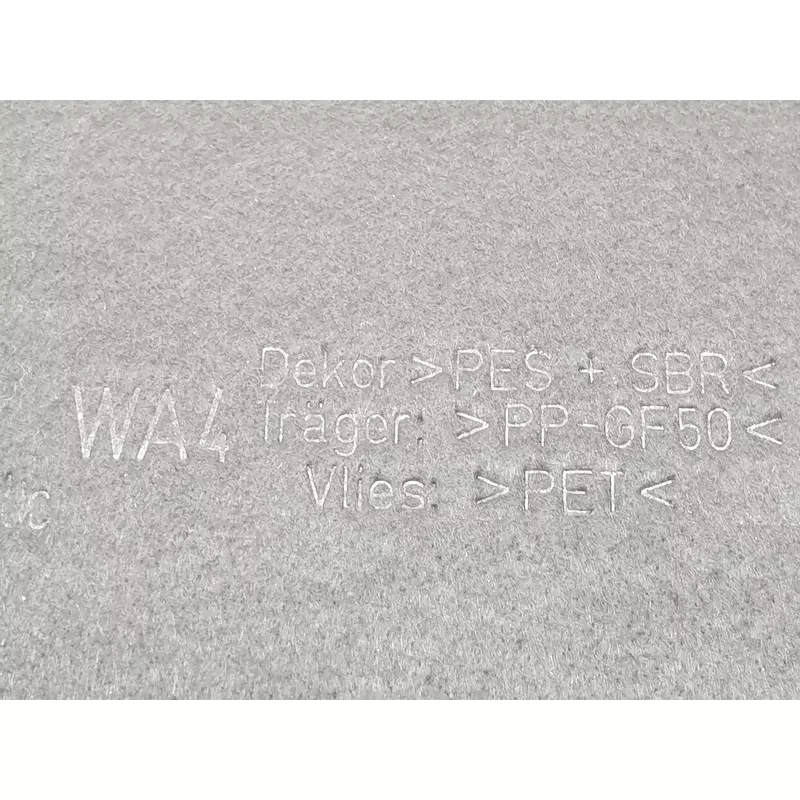 Dekor >PES + SBR<
WA4
Träger: >PP-GF50<
Vlies: >PET<